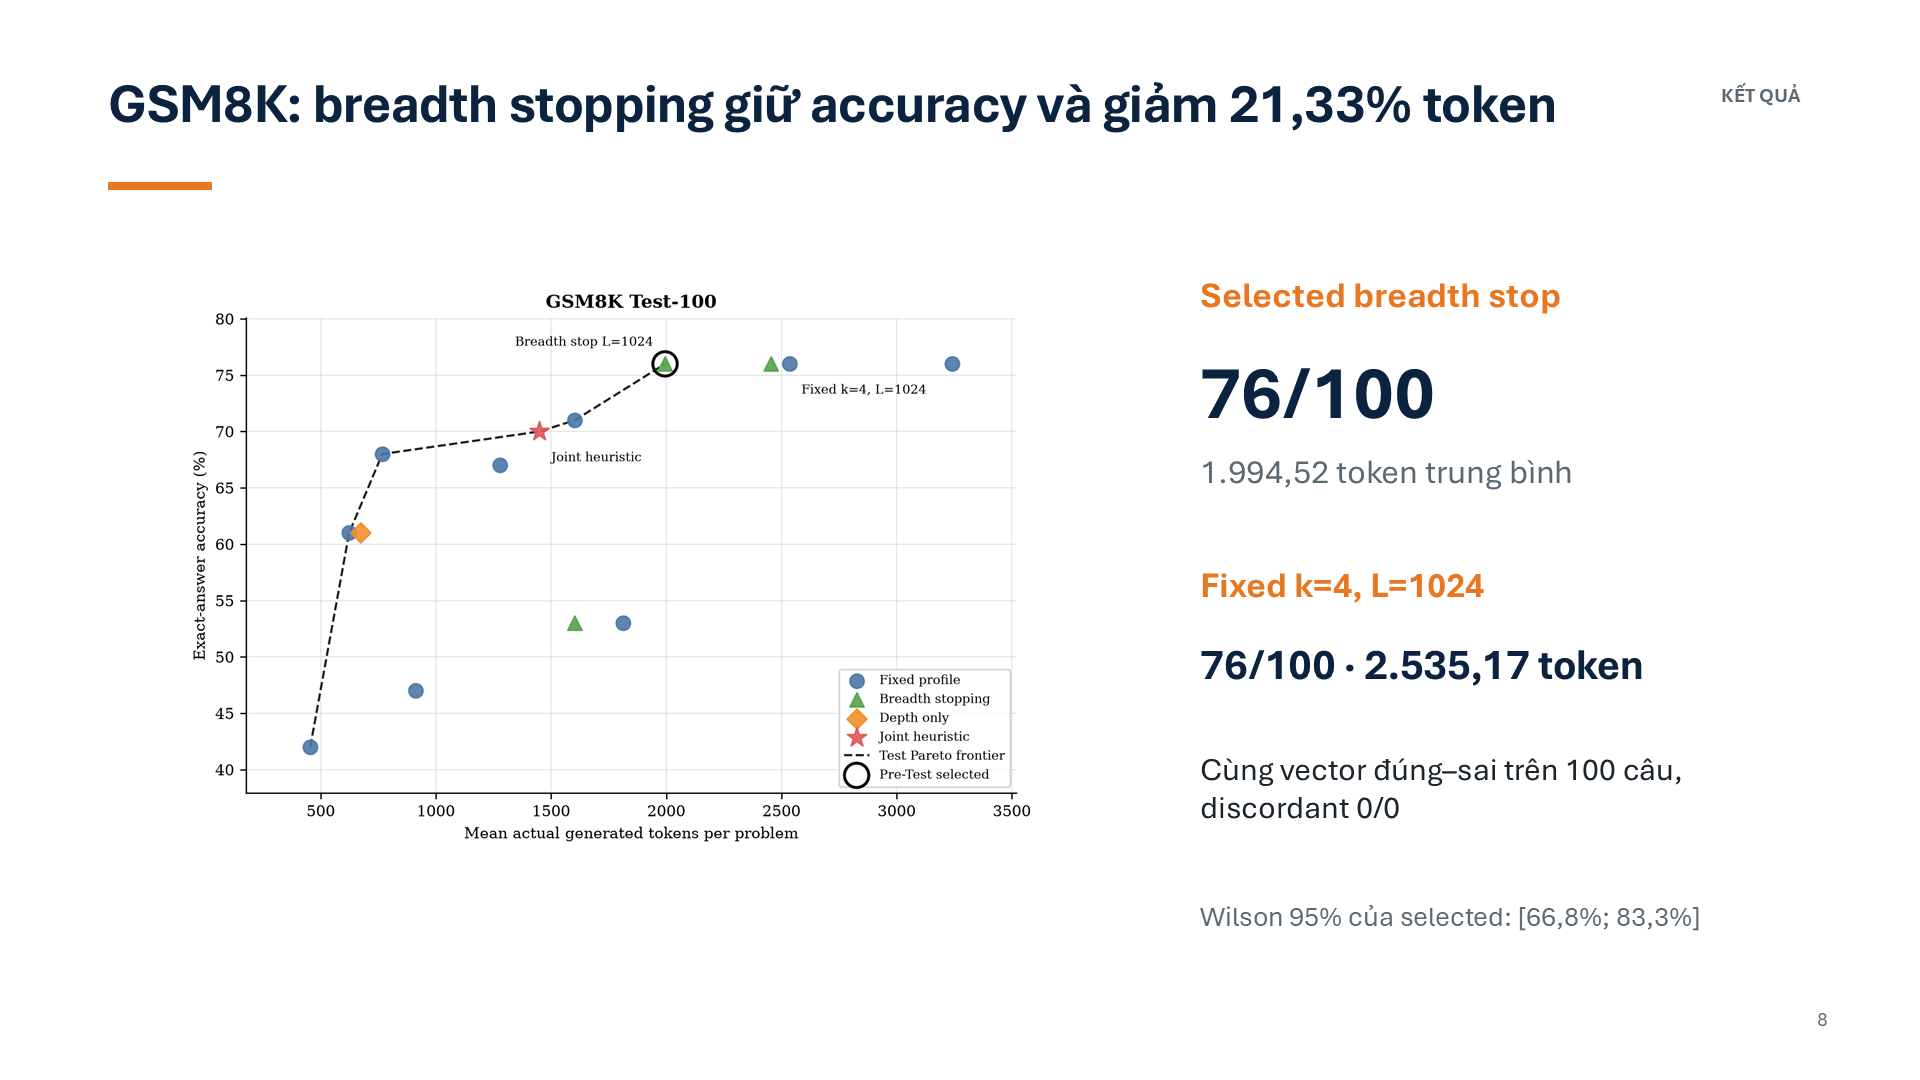 GSM8K: breadth stopping giữ accuracy và giảm 21,33% token
KẾT QUẢ
GSM8K Test-100
Exact-answer accuracy (%)
80
75
70
65
60
55
50
45
40
Breadth stop L=1024
Fixed k=4, L=1024
Joint heuristic
Fixed profile
Breadth stopping
Depth only
Joint heuristic
Test Pareto frontier
Pre-Test selected
500 1000 1500 2000 2500 3000 3500
Mean actual generated tokens per problem
Selected breadth stop
76/100
1.994,52 token trung bình
Fixed k=4, L=1024
76/100 · 2.535,17 token
Cùng vector đúng–sai trên 100 câu,
discordant 0/0
Wilson 95% của selected: [66,8%; 83,3%]
8